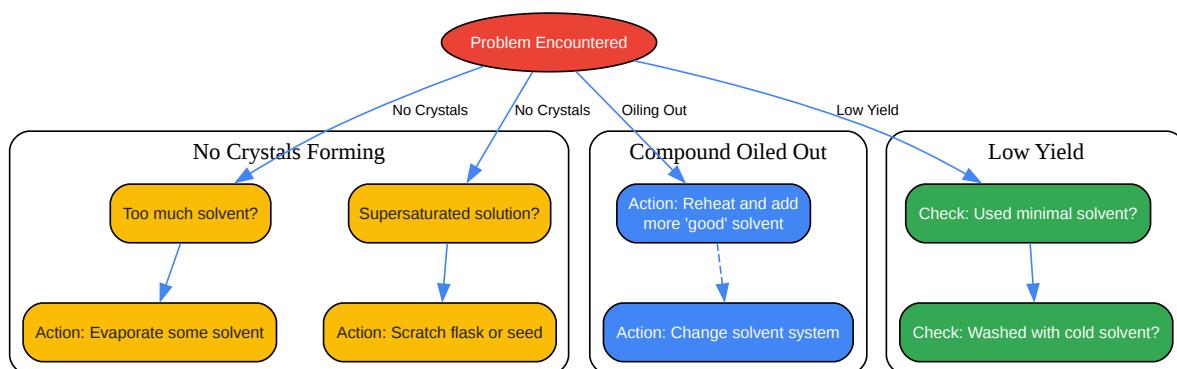 Problem Encountered
No Crystals
No Crystals
Oiling Out
Low Yield
No Crystals Forming
Compound Oiled Out
Low Yield
Too much solvent?
Supersaturated solution?
Action: Reheat and add
more 'good' solvent
Check: Used minimal solvent?
Action: Evaporate some solvent
Action: Scratch flask or seed
Action: Change solvent system
Check: Washed with cold solvent?